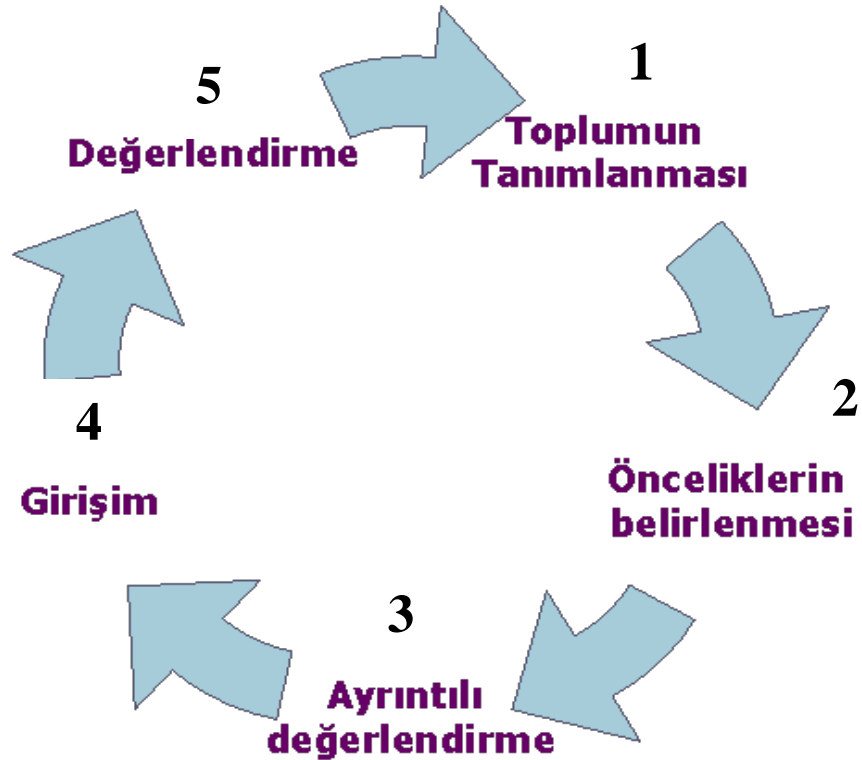 1
Toplumun
Tanımlanması
2
Önceliklerin
belirlenmesi
3
Ayrıntılı
değerlendirme
4
Girişim
5
Değerlendirme